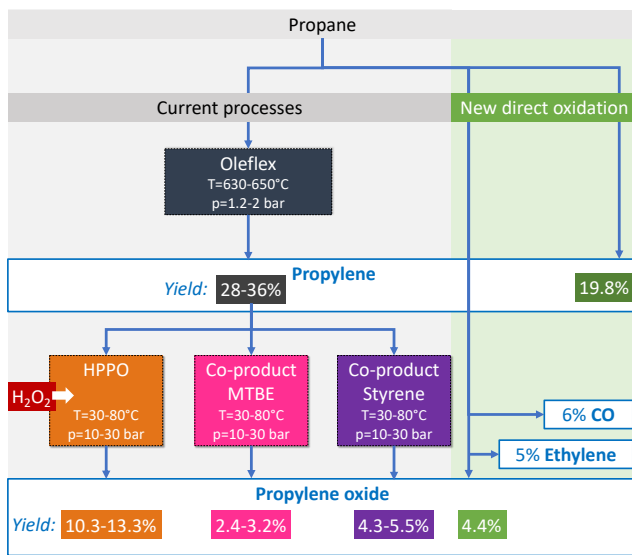 Propane
Current processes
New direct oxidation
Oleflex
T=630-650°C
p=1.2-2 bar
Propylene
Yield: 28-36%
19.8%
H₂O₂
HPPO
T=30-80°C
p=10-30 bar
Co-product
MTBE
T=30-80°C
p=10-30 bar
Co-product
Styrene
T=30-80°C
p=10-30 bar
6% CO
5% Ethylene
Propylene oxide
Yield: 10.3-13.3% 2.4-3.2% 4.3-5.5% 4.4%